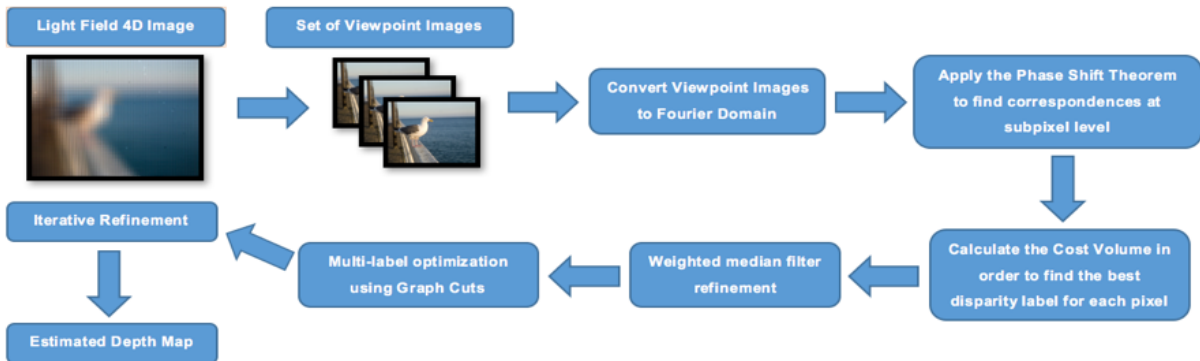 Light Field 4D Image
Set of Viewpoint Images
Convert Viewpoint Images
to Fourier Domain
Apply the Phase Shift Theorem
to find correspondences at
subpixel level
Calculate the Cost Volume in
order to find the best
disparity label for each pixel
Weighted median filter
refinement
Multi-label optimization
using Graph Cuts
Iterative Refinement
Estimated Depth Map